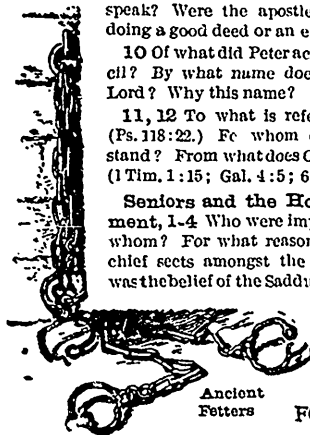 speak? Were the apostle
doing a good deed or an e
10 Of what did Peter ac
cil? By what name doe
Lord? Why this name?
11, 12 To what is refe
(Ps. 118:22.) Fc whom
stand? From what does C
(1 Tim. 1:15; Gal. 4:5; 6
Seniors and the Ho
ment, 1-4 Who were im
whom? For what reason
chief sects amongst the
was the belief of the Saddu
Ancient
Fetters
Fe